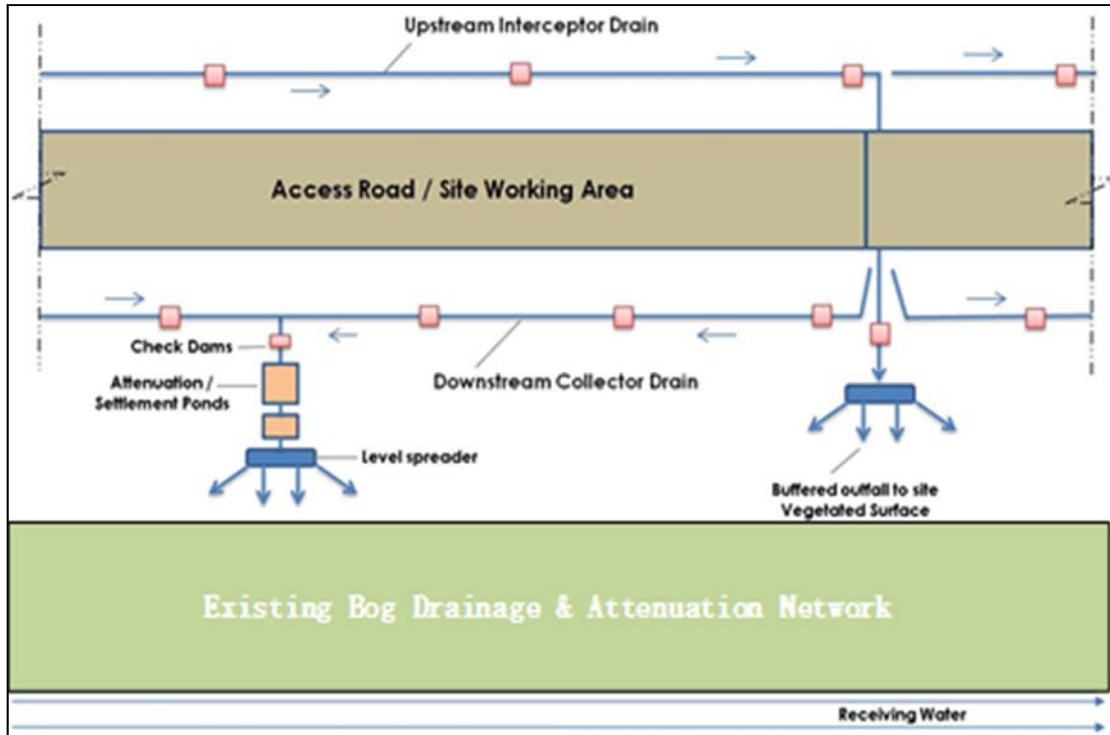 Upstream Interceptor Drain
Access Road / Site Working Area
Check Dams
Attenuation /
Settlement Ponds
Downstream Collector Drain
Level spreader
Buffered outfall to site
Vegetated Surface
Existing Bog Drainage & Attenuation Network
Receiving Water